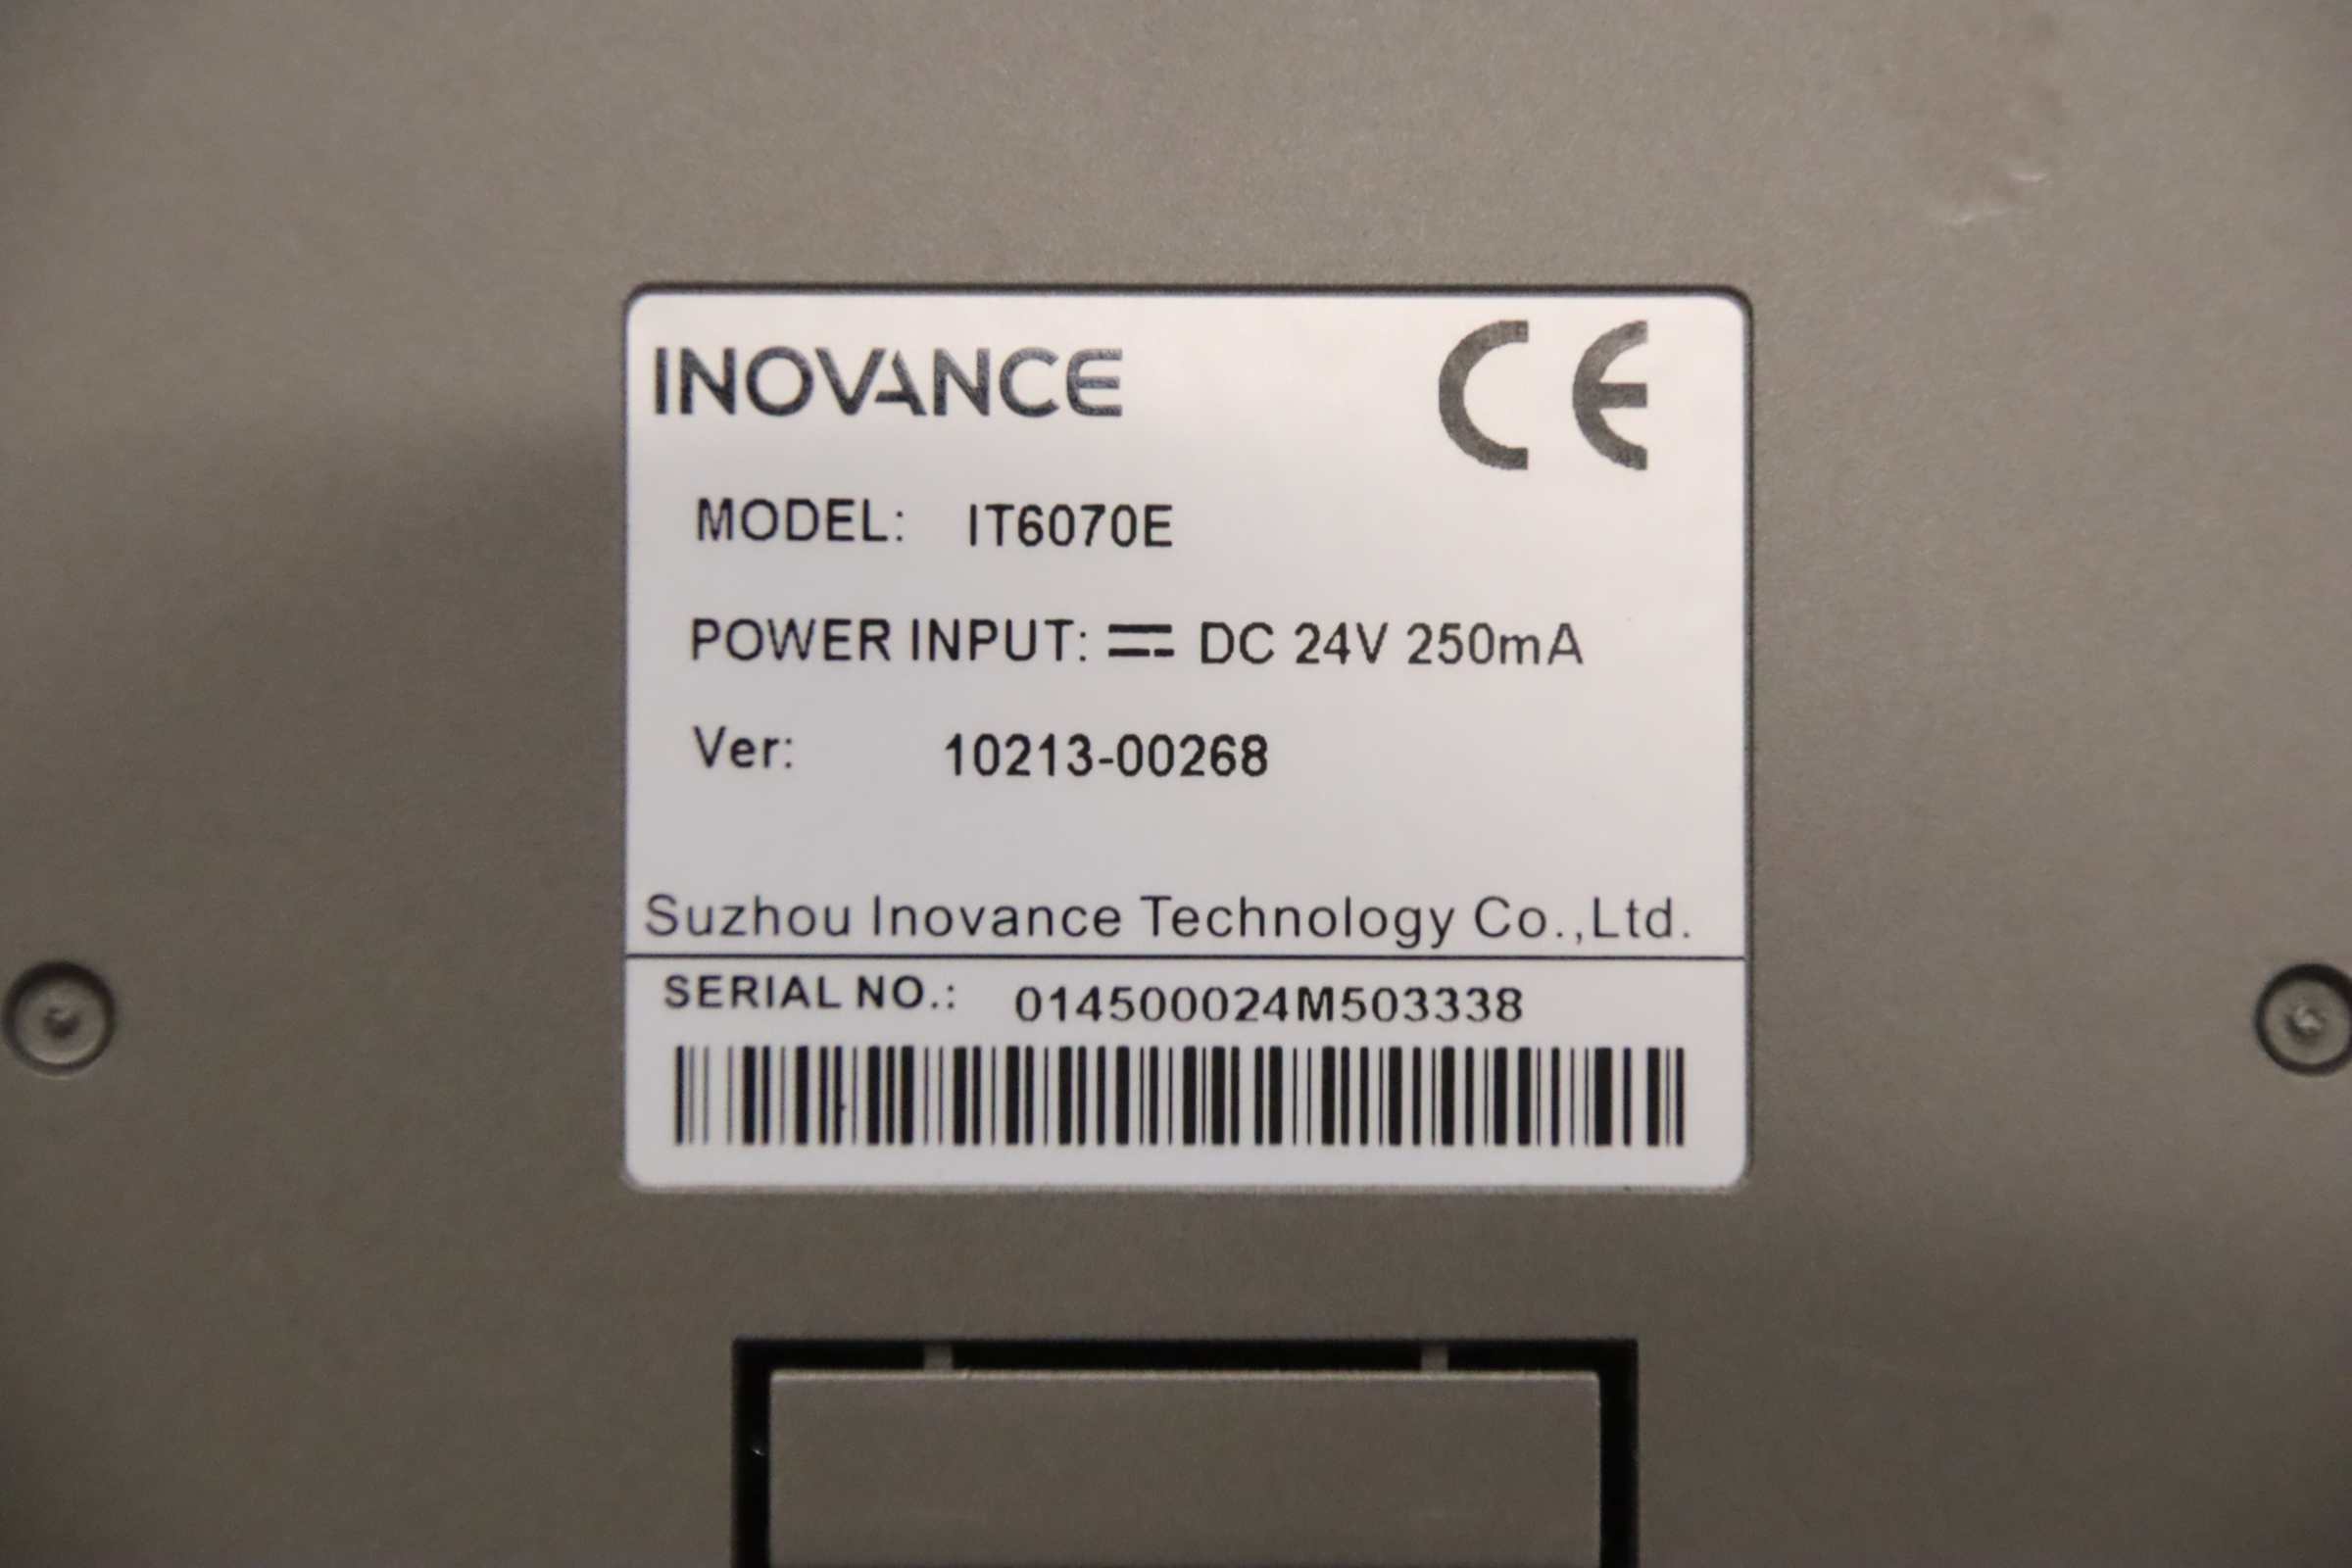 INOVANCE CE
MODEL: IT6070E
POWER INPUT: ⎓ DC 24V 250mA
Ver: 10213-00268
Suzhou Inovance Technology Co.,Ltd.
SERIAL NO.: 014500024M503338